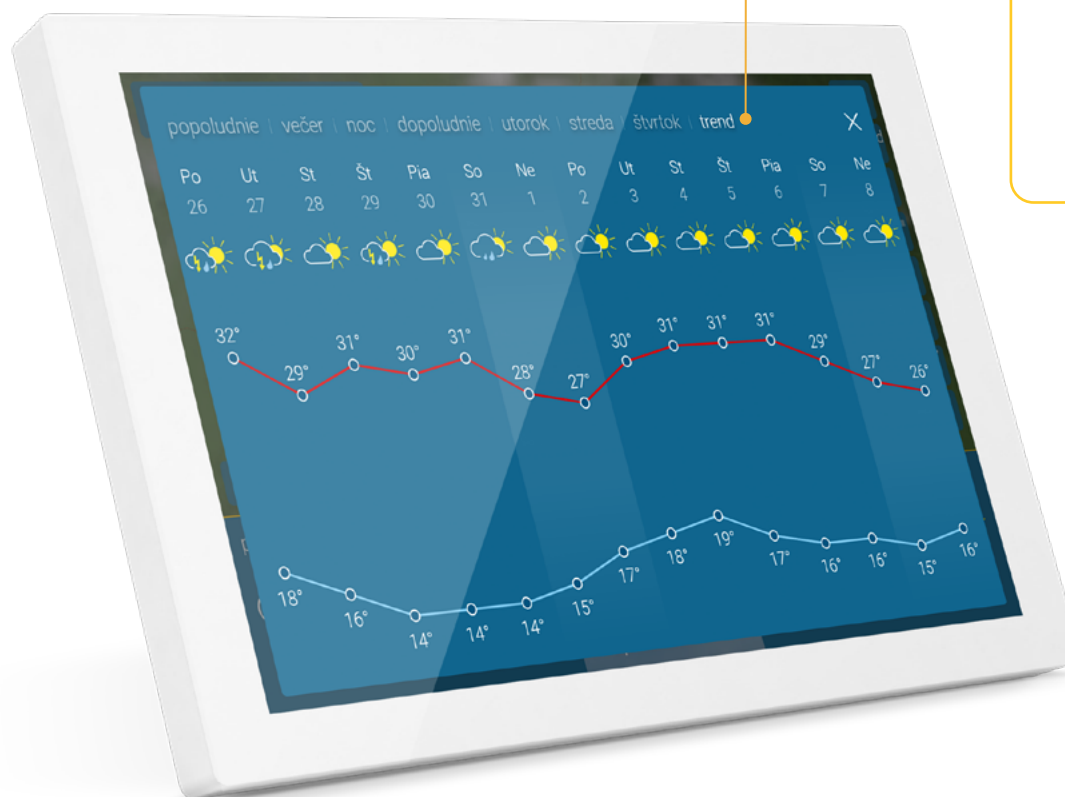 popoludnie | večer | noc | dopoludnie | utorok | streda | štvrtok | trend X
Po Ut St Št Pia So Ne Po Ut St Št Pia So Ne
26 27 28 29 30 31 1 2 3 4 5 6 7 8
32° 29° 31° 30° 31° 28° 27° 30° 31° 31° 31° 29° 27° 26°
18° 16° 14° 14° 14° 15° 17° 18° 19° 17° 16° 16° 15° 16°